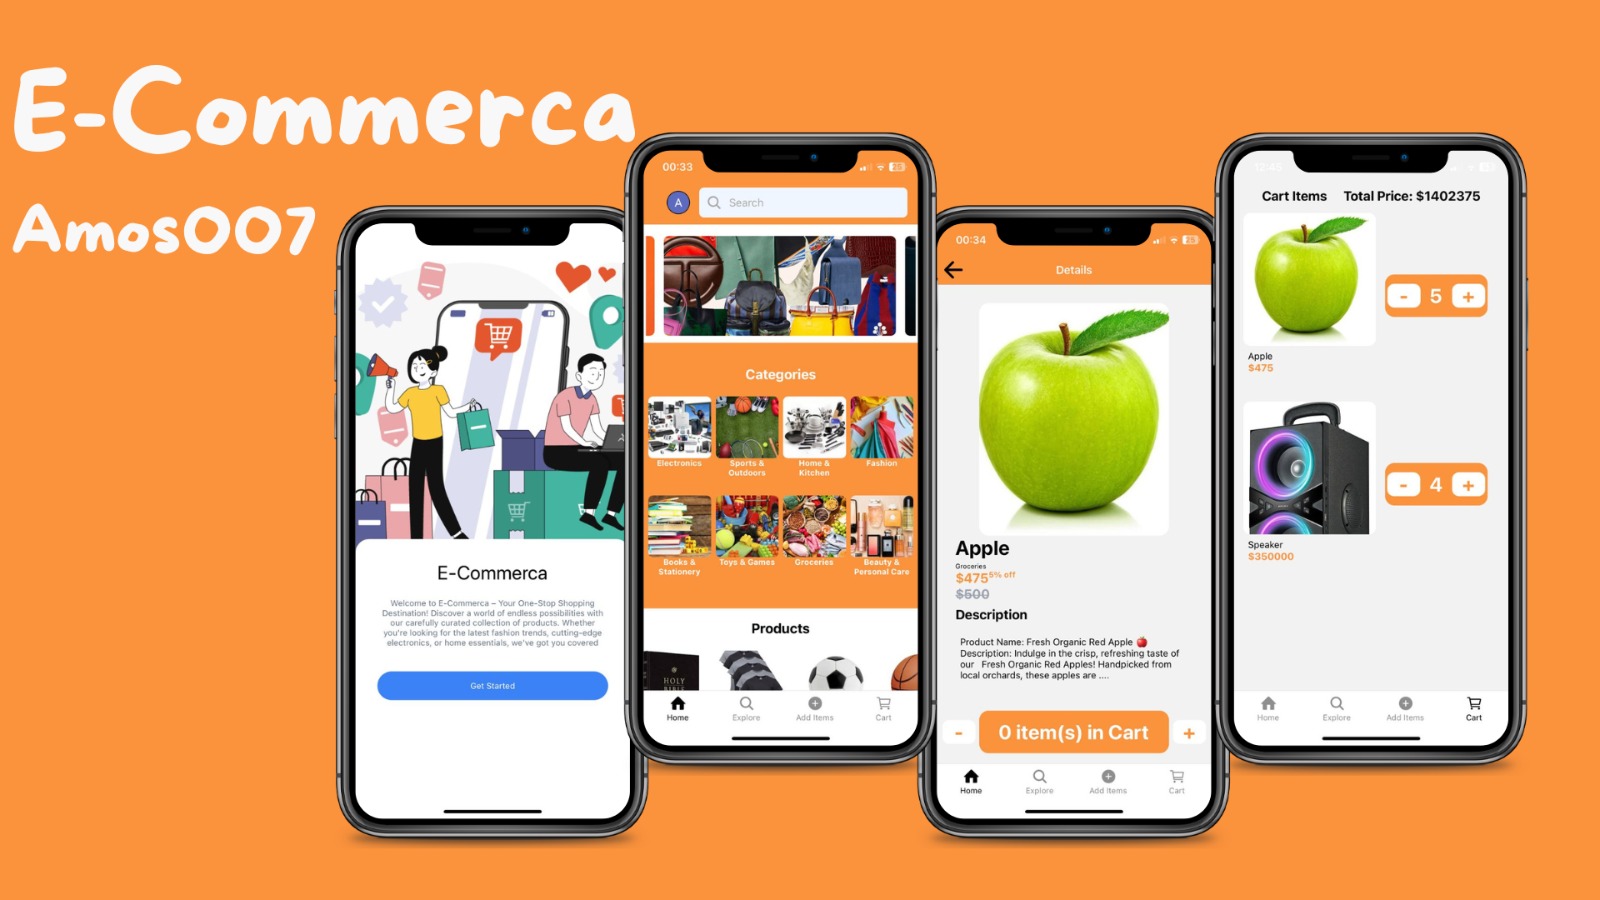 E-Commerca
Amos007
E-Commerca
Welcome to E-Commerca – Your One-Stop Shopping
Destination! Discover a world of endless possibilities with
our carefully curated collection of products. Whether
you're looking for the latest fashion trends, cutting-edge
electronics, or home essentials, we've got you covered
Get Started
00:33
A
Search
Categories
Electronics
Sports &
Outdoors
Home &
Kitchen
Fashion
Books &
Stationery
Toys & Games
Groceries
Beauty &
Personal Care
Products
HOLY
Home
Explore
Add Items
Cart
00:34
Details
Apple
Groceries
$475 5% off
$500
Description
Product Name: Fresh Organic Red Apple 🍎
Description: Indulge in the crisp, refreshing taste of
our Fresh Organic Red Apples! Handpicked from
local orchards, these apples are ....
- 0 item(s) in Cart +
Home
Explore
Add Items
Cart
12:43
Cart Items
Total Price: $1402375
- 5 +
Apple
$475
- 4 +
Speaker
$350000
Home
Explore
Add Items
Cart